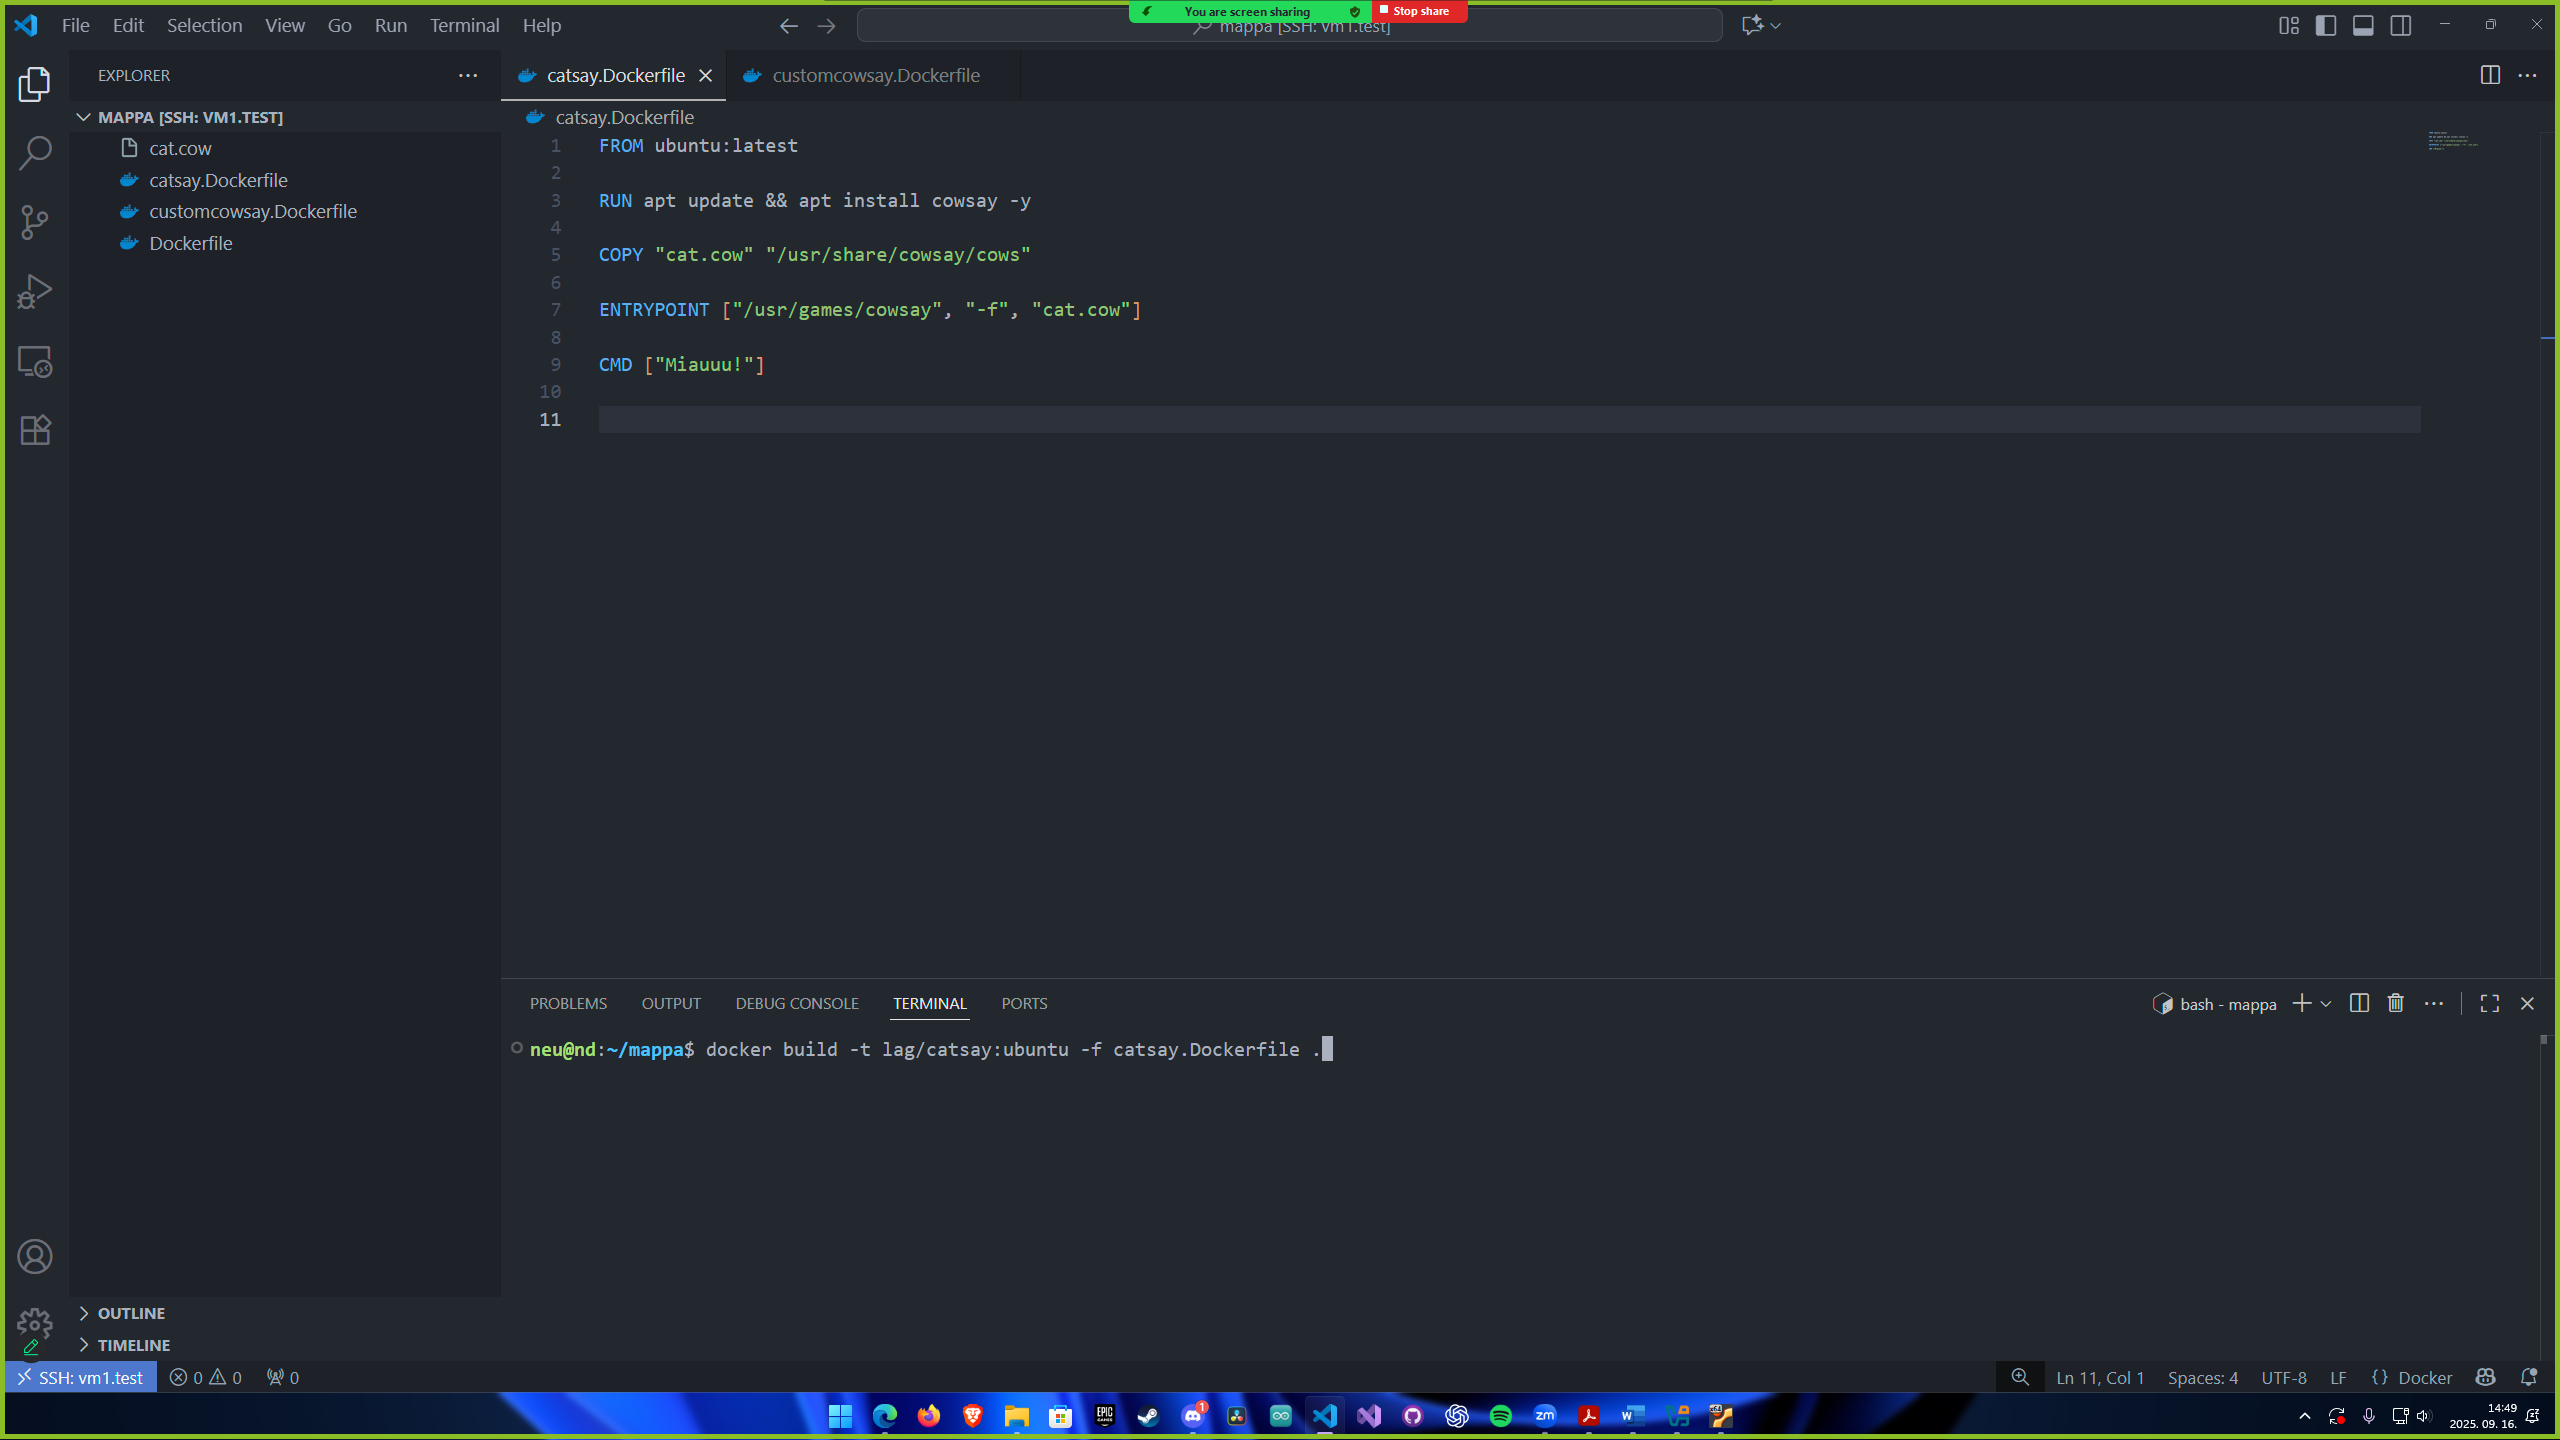 You are screen sharing
Stop share
File Edit Selection View Go Run Terminal Help
mappa [SSH: vm1.test]
EXPLORER
catsay.Dockerfile
customcowsay.Dockerfile
MAPPA [SSH: VM1.TEST]
cat.cow
catsay.Dockerfile
customcowsay.Dockerfile
Dockerfile
OUTLINE
TIMELINE
catsay.Dockerfile
1 FROM ubuntu:latest
2
3 RUN apt update && apt install cowsay -y
4
5 COPY "cat.cow" "/usr/share/cowsay/cows"
6
7 ENTRYPOINT ["/usr/games/cowsay", "-f", "cat.cow"]
8
9 CMD ["Miauuu!"]
10
11
PROBLEMS OUTPUT DEBUG CONSOLE TERMINAL PORTS
bash - mappa
neu@nd:~/mappa$ docker build -t lag/catsay:ubuntu -f catsay.Dockerfile .
SSH: vm1.test 0 0 0
Ln 11, Col 1 Spaces: 4 UTF-8 LF {} Docker
EPIC GAMES
1
zm
W
x64
14:49
2025. 09. 16.